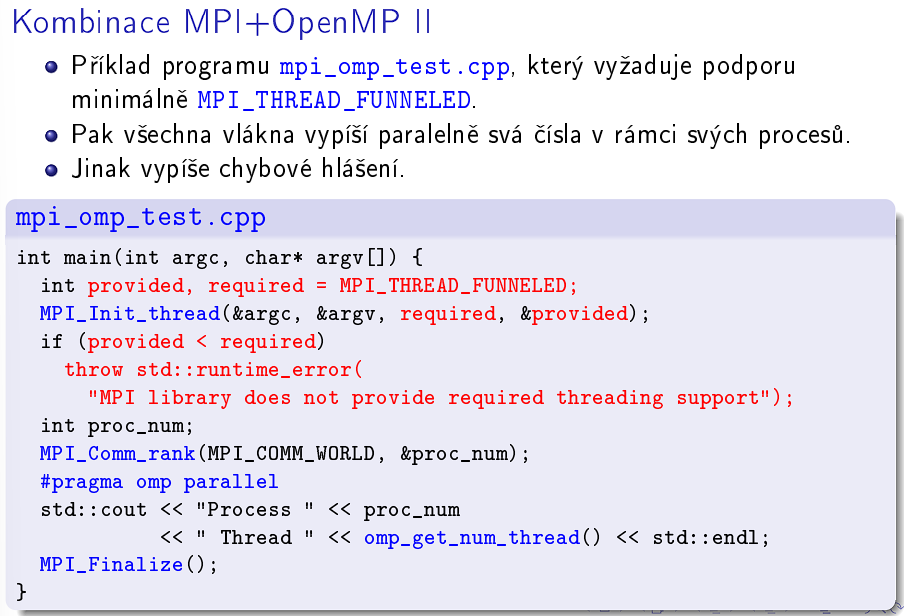 Kombinace MPI+OpenMP II
Příklad programu mpi_omp_test.cpp, který vyžaduje podporu
minimálně MPI_THREAD_FUNNELED.
Pak všechna vlákna vypíší paralelně svá čísla v rámci svých procesů.
Jinak vypíše chybové hlášení.
mpi_omp_test.cpp
int main(int argc, char* argv[]) {
  int provided, required = MPI_THREAD_FUNNELED;
  MPI_Init_thread(&argc, &argv, required, &provided);
  if (provided < required)
    throw std::runtime_error(
      "MPI library does not provide required threading support");
  int proc_num;
  MPI_Comm_rank(MPI_COMM_WORLD, &proc_num);
  #pragma omp parallel
  std::cout << "Process " << proc_num
            << " Thread " << omp_get_num_thread() << std::endl;
  MPI_Finalize();
}